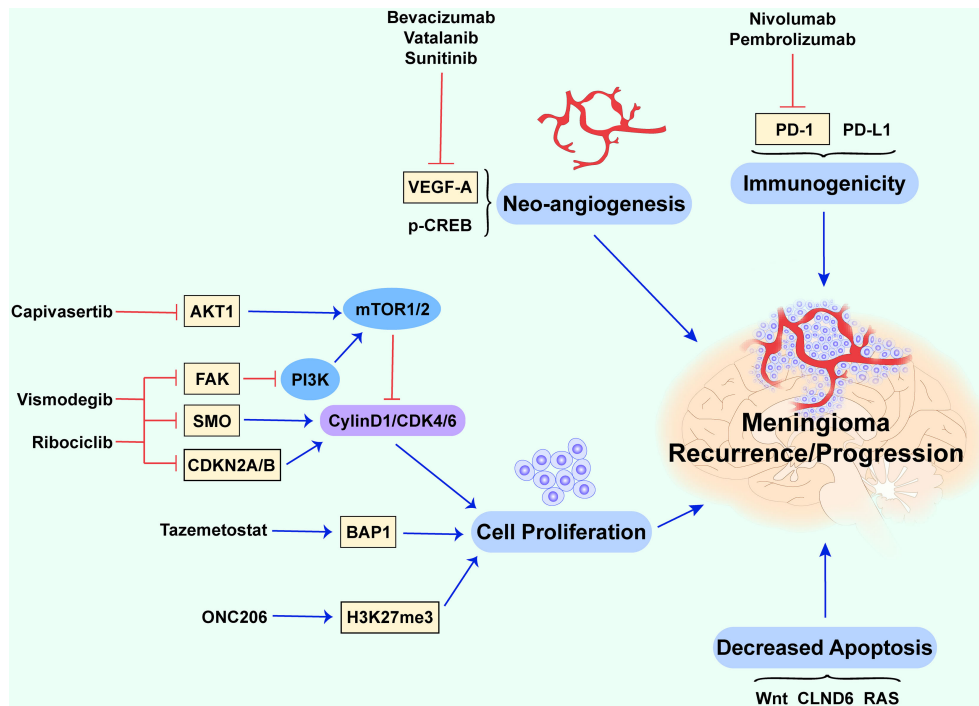 Bevacizumab
Vatalanib
Sunitinib
Nivolumab
Pembrolizumab
PD-1 PD-L1
VEGF-A
p-CREB
Neo-angiogenesis
Immunogenicity
Capivasertib
AKT1
mTOR1/2
FAK
PI3K
Vismodegib
SMO
CylinD1/CDK4/6
Ribociclib
CDKN2A/B
Meningioma
Recurrence/Progression
Tazemetostat
BAP1
Cell Proliferation
ONC206
H3K27me3
Decreased Apoptosis
Wnt CLND6 RAS